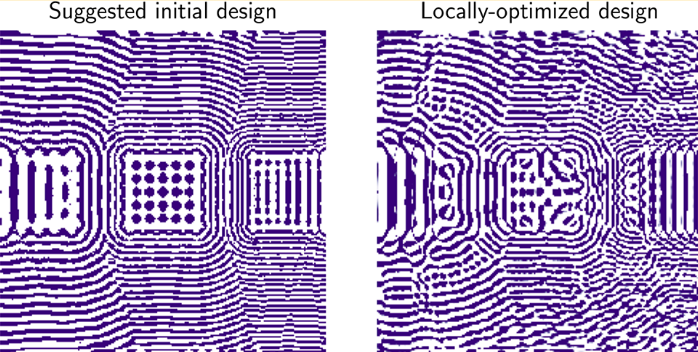 Suggested initial design
Locally-optimized design